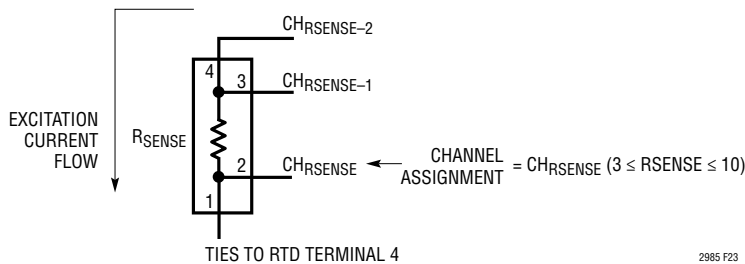 CHRSENSE–2
4
3
CHRSENSE–1
EXCITATION
CURRENT
FLOW
RSENSE
2
CHRSENSE
CHANNEL
ASSIGNMENT
= CHRSENSE (3 ≤ RSENSE ≤ 10)
1
TIES TO RTD TERMINAL 4
2985 F23